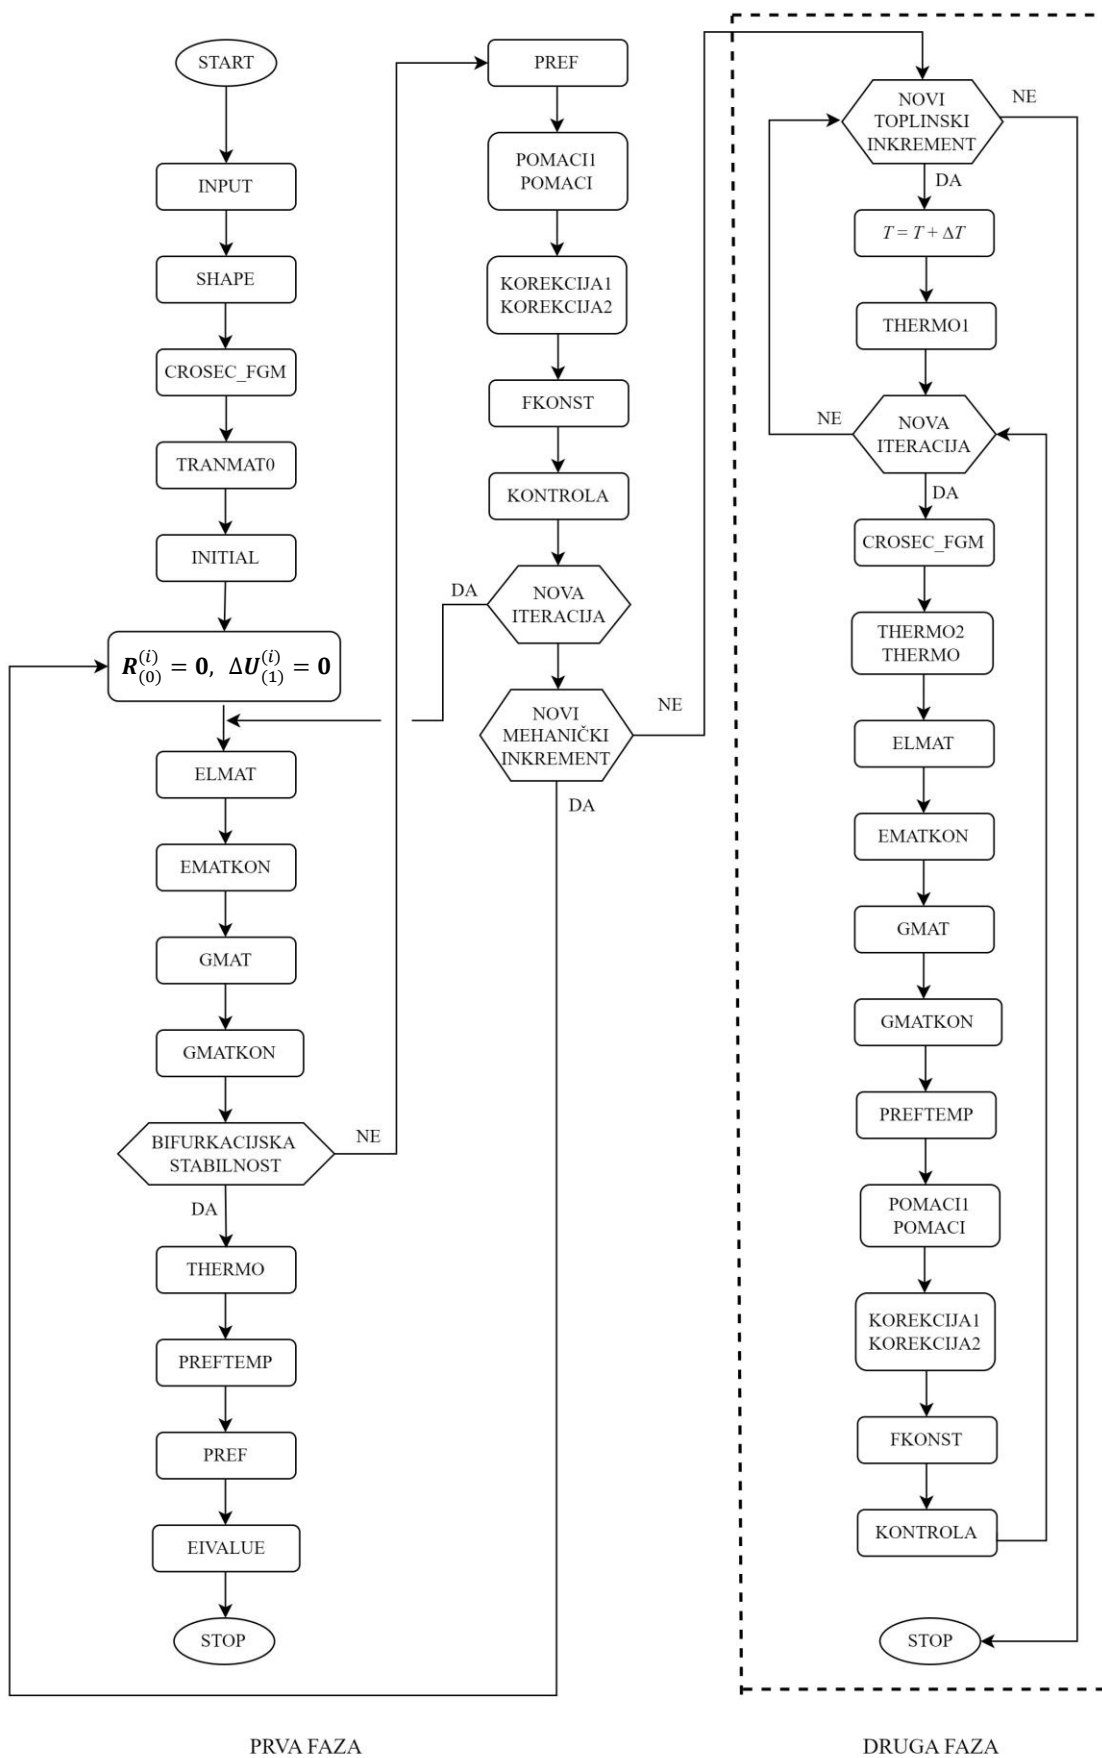 START
INPUT
SHAPE
CROSEC_FGM
TRANMAT0
INITIAL
R₍₀₎⁽ⁱ⁾ = 0, ΔU₍₁₎⁽ⁱ⁾ = 0
ELMAT
EMATKON
GMAT
GMATKON
BIFURKACIJSKA
STABILNOST
NE
DA
THERMO
PREFTEMP
PREF
EIVALUE
STOP
PREF
POMACI1
POMACI
KOREKCIJA1
KOREKCIJA2
FKONST
KONTROLA
DA
NOVA
ITERACIJA
NOVI
MEHANIČKI
INKREMENT
NE
DA
NOVI
TOPLINSKI
INKREMENT
NE
DA
T = T + ΔT
THERMO1
NE
NOVA
ITERACIJA
DA
CROSEC_FGM
THERMO2
THERMO
ELMAT
EMATKON
GMAT
GMATKON
PREFTEMP
POMACI1
POMACI
KOREKCIJA1
KOREKCIJA2
FKONST
KONTROLA
STOP
PRVA FAZA
DRUGA FAZA